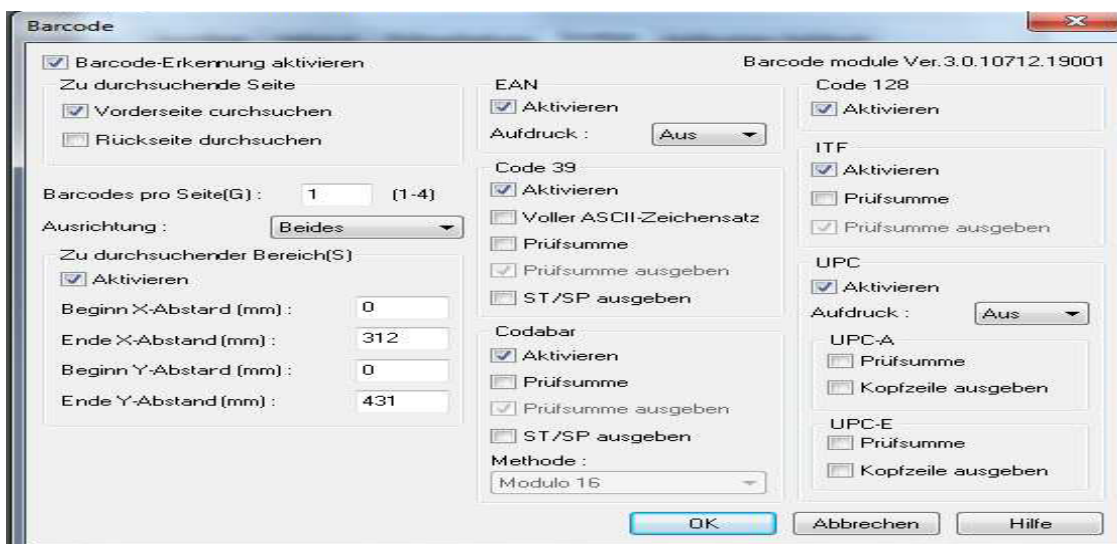 Barcode
Barcode-Erkennung aktivieren
Barcode module Ver.3.0.10712.19001
Zu durchsuchende Seite
Vorderseite curchsuchen
Rückseite durchsuchen
Barcodes pro Seite(G) : 1 (1-4)
Ausrichtung : Beides
Zu durchsuchender Bereich(S)
Aktivieren
Beginn X-Abstard (mm) : 0
Ende X-Abstand (mm) : 312
Beginn Y-Abstand (mm) : 0
Ende Y-Abstand (mm) : 431
EAN
Aktivieren
Aufdruck : Aus
Code 39
Aktivieren
Voller ASCII-Zeichensatz
Prüfsumme
Prüfsumme ausgeben
ST/SP ausgeben
Codabar
Aktivieren
Prüfsumme
Prüfsumme ausgeben
ST/SP ausgeben
Methode :
Modulo 16
Code 128
Aktivieren
ITF
Aktivieren
Prüfsumme
Prüfsumme ausgeben
UPC
Aktivieren
Aufdruck : Aus
UPC-A
Prüfsumme
Kopfzeile ausgeben
UPC-E
Prüfsumme
Kopfzeile ausgeben
OK Abbrechen Hilfe